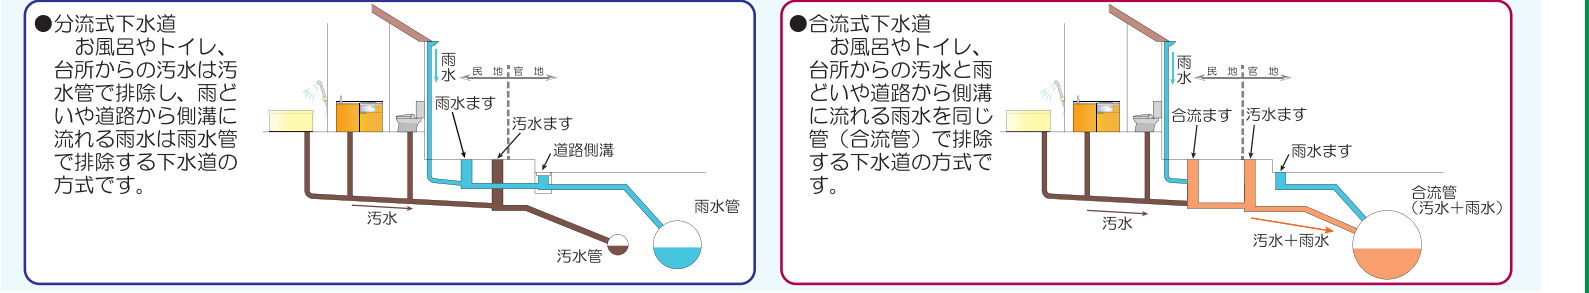 ●分流式下水道
お風呂やトイレ、
台所からの汚水は汚
水管で排除し、雨ど
いや道路から側溝に
流れる雨水は雨水管
で排除する下水道の
方式です。
雨水
民地 官地
雨水ます
汚水ます
道路側溝
汚水
雨水管
汚水管
●合流式下水道
お風呂やトイレ、
台所からの汚水と雨
どいや道路から側溝
に流れる雨水を同じ
管（合流管）で排除
する下水道の方式で
す。
雨水
民地 官地
合流ます
汚水ます
雨水ます
汚水
汚水＋雨水
合流管
（汚水＋雨水）